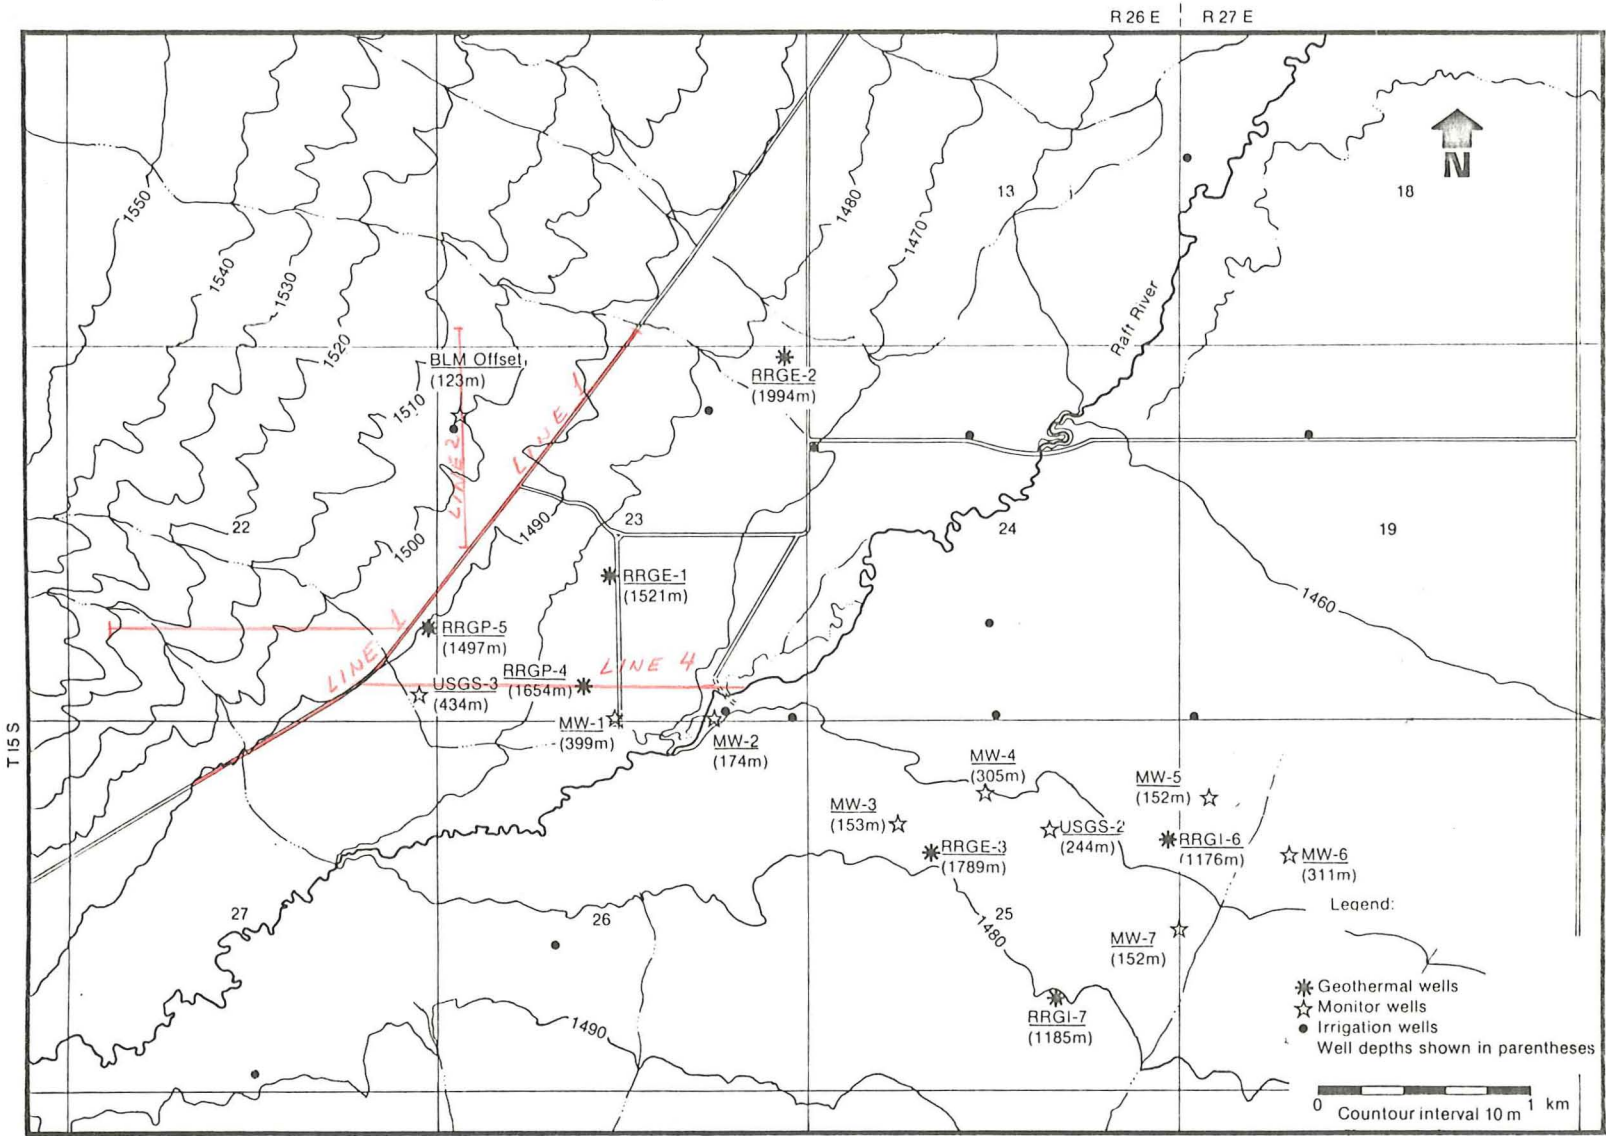 R 26 E R 27 E
N
13
18
1550
1480
1470
1540
1530
Raft River
1520
BLM Offset
(123m)
RRGE-2
(1994m)
1510
LINE 1
LINE 2
22
1490
23
24
19
1500
RRGE-1
(1521m)
1460
RRGP-5
(1497m)
LINE 1
RRGP-4
(1654m)
LINE 4
USGS-3
(434m)
MW-1
(399m)
MW-2
(174m)
T 15 S
MW-4
(305m)
MW-5
(152m)
MW-3
(153m)
USGS-2
(244m)
RRGE-3
(1789m)
RRGI-6
(1176m)
MW-6
(311m)
Legend:
27
26
25
1480
MW-7
(152m)
Geothermal wells
Monitor wells
Irrigation wells
Well depths shown in parentheses
RRGI-7
(1185m)
1490
0 1 km
Countour interval 10 m